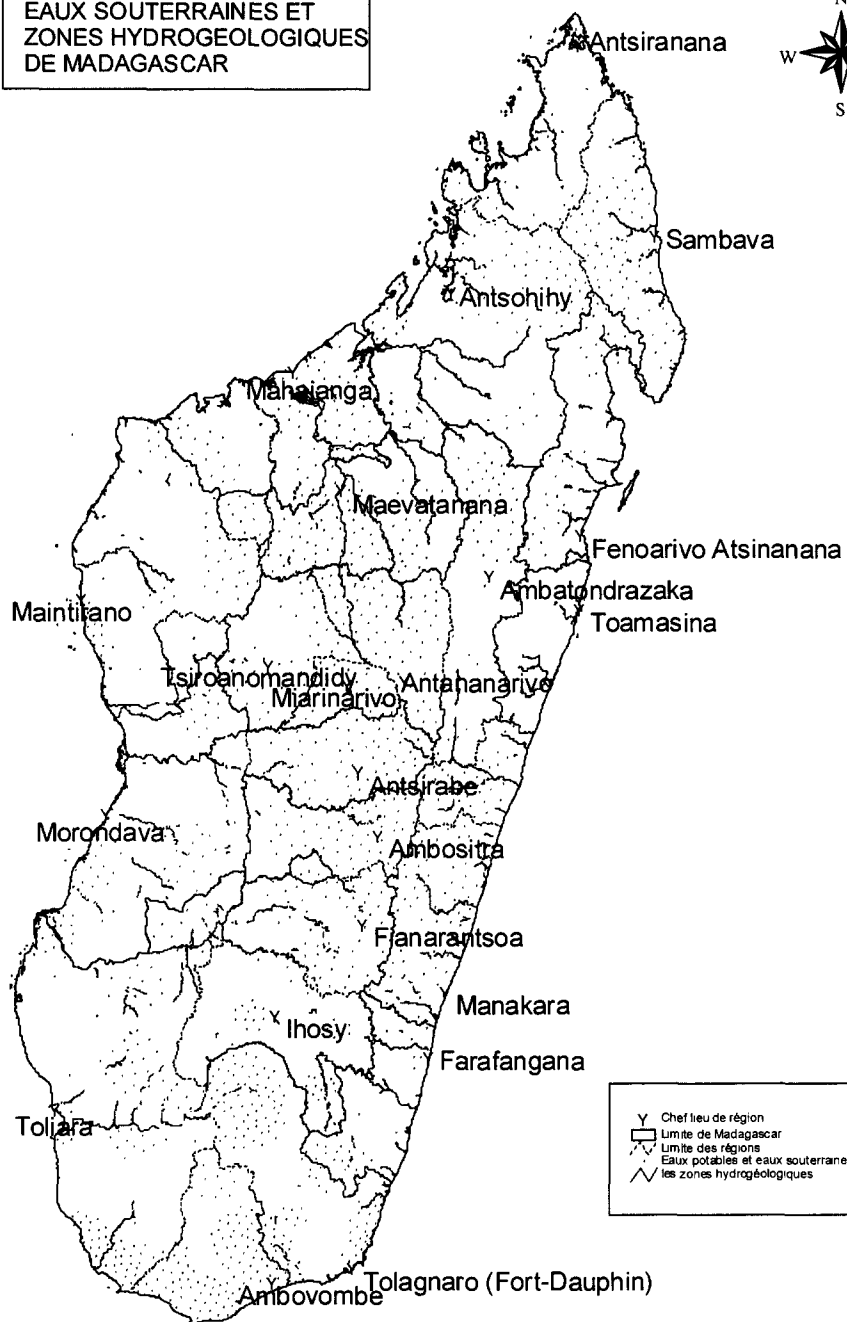 EAUX SOUTERRAINES ET
ZONES HYDROGEOLOGIQUES
DE MADAGASCAR
N
W
S
Antsiranana
Sambava
Antsohihy
Mahajanga
Maevatanana
Fenoarivo Atsinanana
Ambatondrazaka
Maintirano
Toamasina
Tsiroanomandidy
Miarinarivo
Antananarivo
Antsirabe
Morondava
Ambositra
Fianarantsoa
Manakara
Ihosy
Farafangana
Toliara
Y Chef lieu de région
Limite de Madagascar
Limite des régions
Eaux potables et eaux souterraine
les zones hydrogéologiques
Tolagnaro (Fort-Dauphin)
Ambovombe